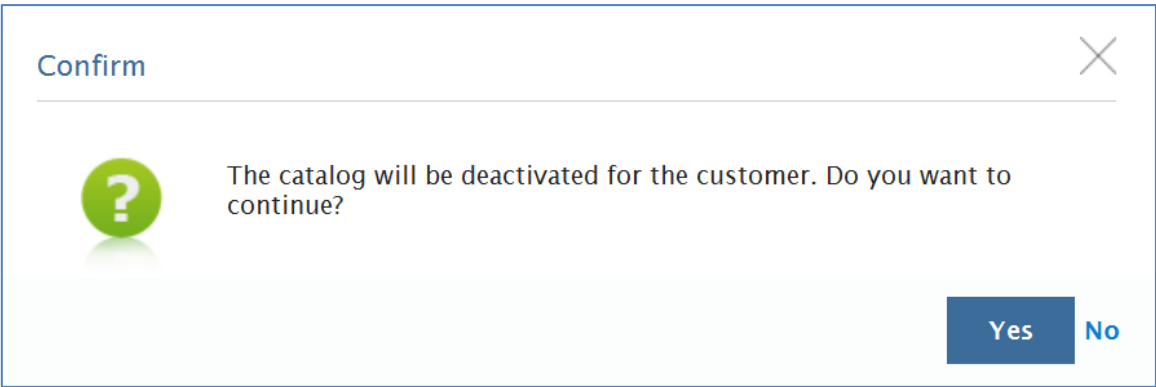 Confirm
The catalog will be deactivated for the customer. Do you want to
continue?
Yes No